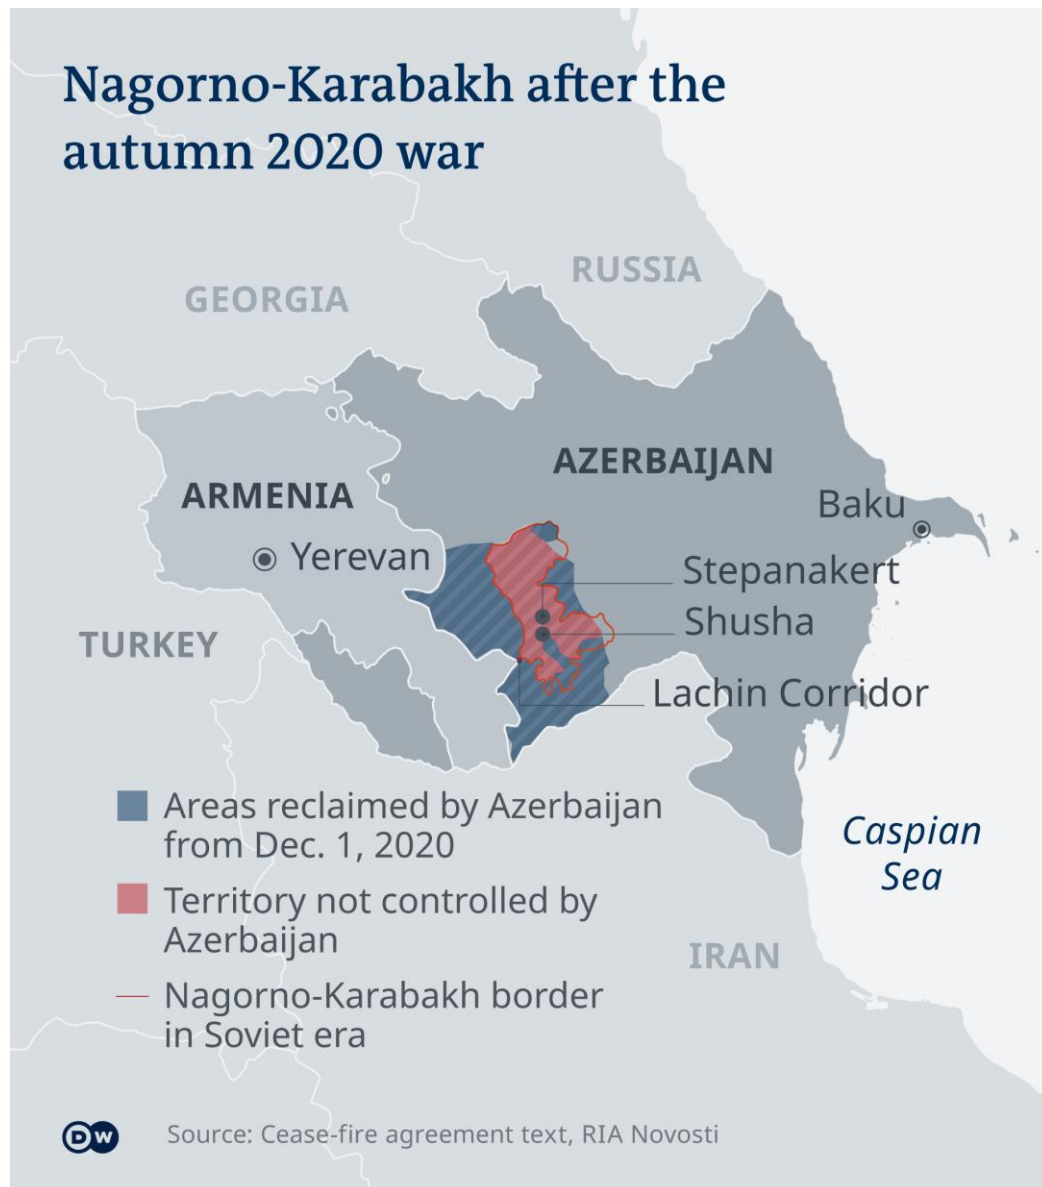 Nagorno-Karabakh after the
autumn 2020 war
RUSSIA
GEORGIA
AZERBAIJAN
ARMENIA
Baku
Yerevan
Stepanakert
Shusha
TURKEY
Lachin Corridor
Areas reclaimed by Azerbaijan
from Dec. 1, 2020
Caspian
Sea
Territory not controlled by
Azerbaijan
IRAN
Nagorno-Karabakh border
in Soviet era
DW
Source: Cease-fire agreement text, RIA Novosti